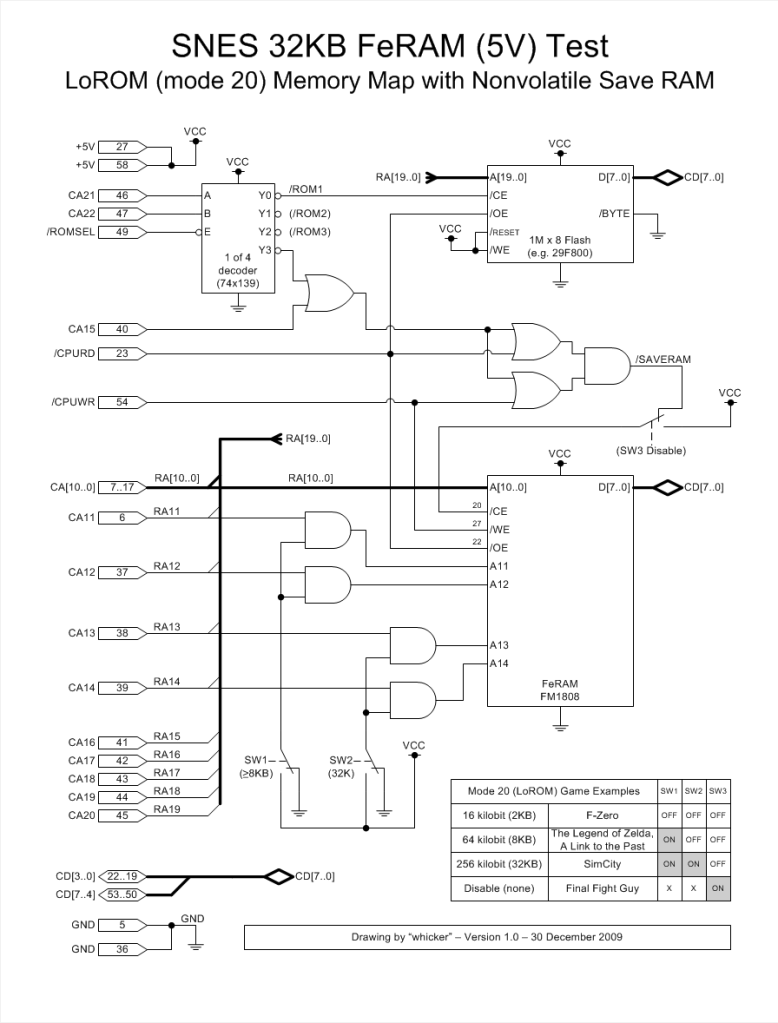 SNES 32KB FeRAM (5V) Test
LoROM (mode 20) Memory Map with Nonvolatile Save RAM
VCC
+5V 27
+5V 58
VCC
CA21 46
CA22 47
/ROMSEL 49
A Y0
B Y1
E Y2
Y3
1 of 4
decoder
(74x139)
/ROM1
(/ROM2)
(/ROM3)
VCC
RA[19..0]
A[19..0] D[7..0]
CD[7..0]
/CE
/OE /BYTE
VCC
/RESET
/WE
1M x 8 Flash
(e.g. 29F800)
CA15 40
/CPURD 23
/CPUWR 54
/SAVERAM
VCC
(SW3 Disable)
RA[19..0]
CA[10..0] 7..17 RA[10..0] RA[10..0]
CA11 6 RA11
CA12 37 RA12
CA13 38 RA13
CA14 39 RA14
VCC
A[10..0] D[7..0]
CD[7..0]
20 /CE
27 /WE
22 /OE
A11
A12
A13
A14
FeRAM
FM1808
CA16 41 RA15
CA17 42 RA16
CA18 43 RA17
CA19 44 RA18
CA20 45 RA19
SW1
(≥8KB)
SW2
(32K)
VCC
Mode 20 (LoROM) Game Examples SW1 SW2 SW3
16 kilobit (2KB) F-Zero OFF OFF OFF
64 kilobit (8KB) The Legend of Zelda, A Link to the Past ON OFF OFF
256 kilobit (32KB) SimCity ON ON OFF
Disable (none) Final Fight Guy X X ON
CD[3..0] 22..19
CD[7..4] 53..50
CD[7..0]
GND 5
GND 36
GND
Drawing by “whicker” – Version 1.0 – 30 December 2009